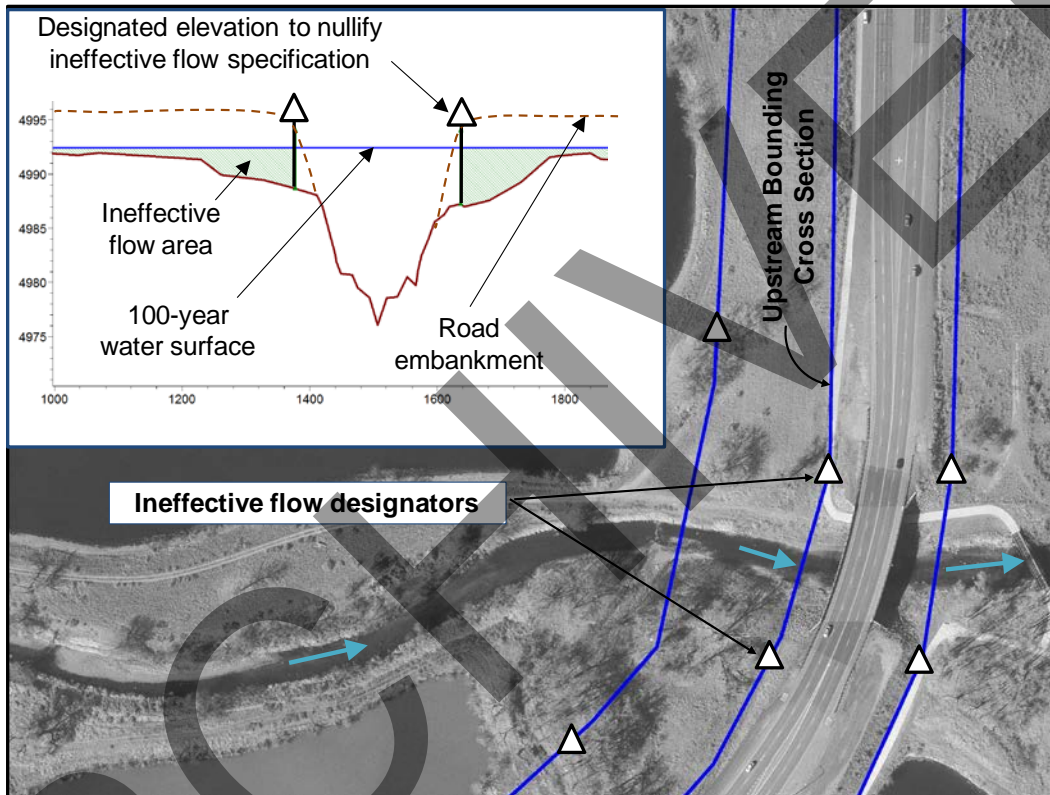 Designated elevation to nullify
ineffective flow specification
4995
4990
4985
4980
4975
Ineffective
flow area
100-year
water surface
Road
embankment
1000
1200
1400
1600
1800
Upstream Bounding
Cross Section
Ineffective flow designators
CHIVE